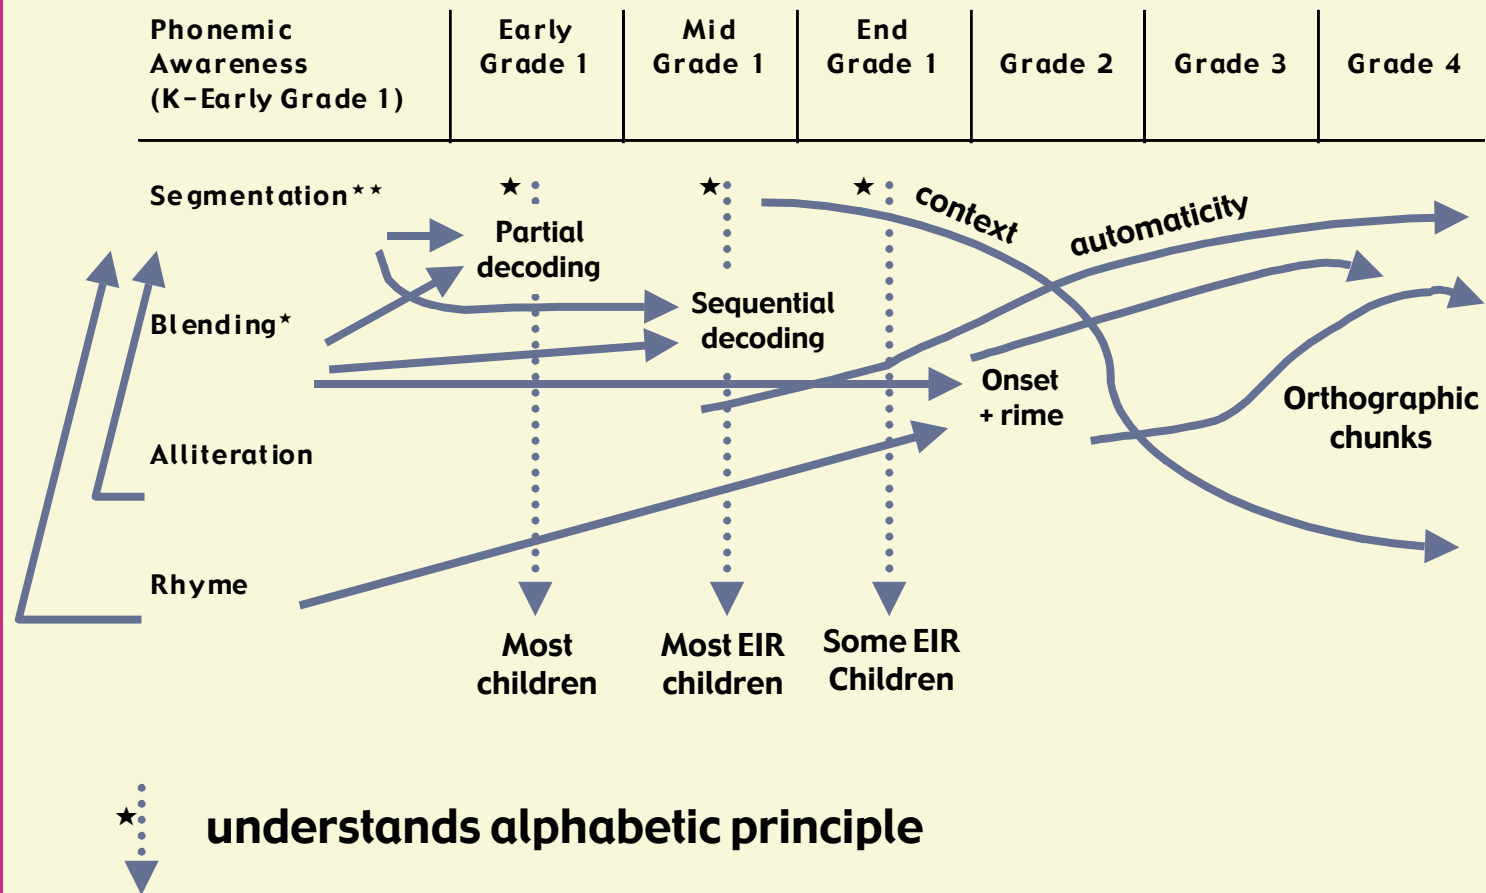 Phonemic
Awareness
(K-Early Grade 1)
Early
Grade 1
Mid
Grade 1
End
Grade 1
Grade 2
Grade 3
Grade 4
Segmentation★★
Partial
decoding
context
automaticity
Blending★
Sequential
decoding
Onset
+ rime
Orthographic
chunks
Alliteration
Rhyme
Most
children
Most EIR
children
Some EIR
Children
understands alphabetic principle